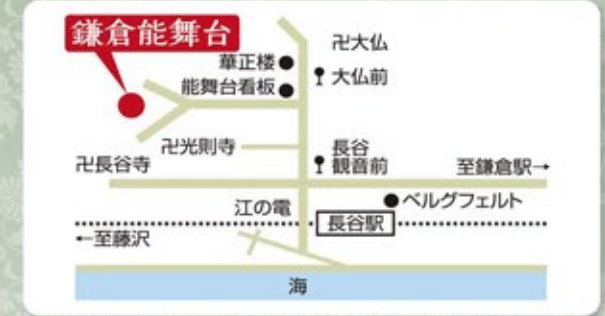 鎌倉能舞台
卍大仏
華正楼
大仏前
能舞台看板
卍光則寺
長谷
観音前
卍長谷寺
至鎌倉駅→
江の電
ベルグフェルト
長谷駅
←至藤沢
海